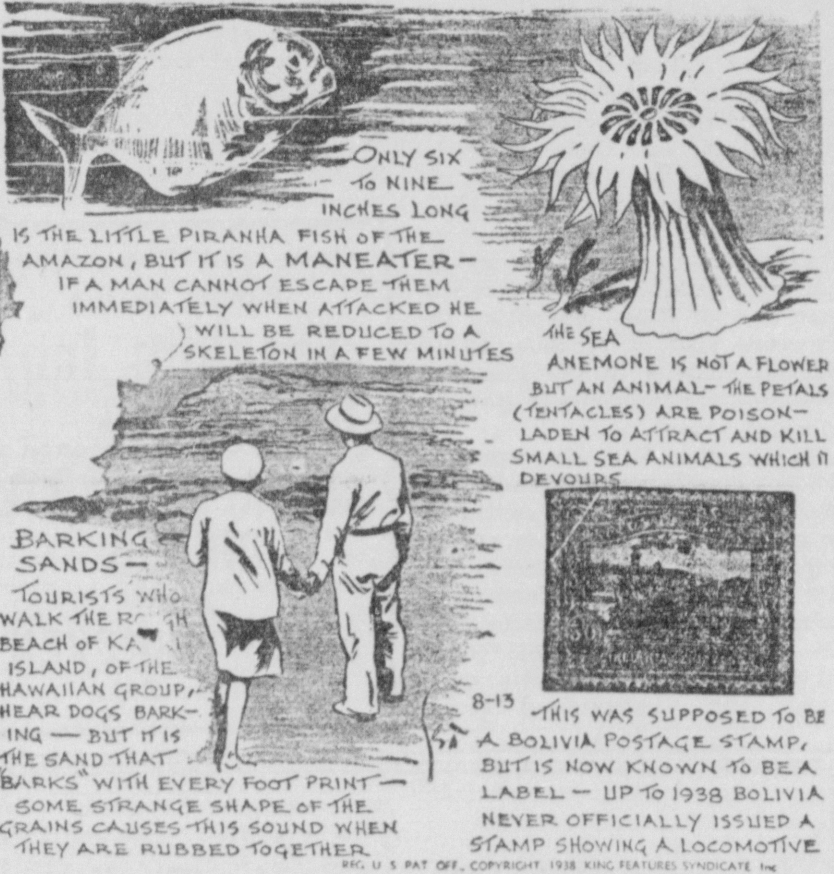 ONLY SIX
TO NINE
INCHES LONG
IS THE LITTLE PIRANHA FISH OF THE
AMAZON, BUT IT IS A MANEATER—
IF A MAN CANNOT ESCAPE THEM
IMMEDIATELY WHEN ATTACKED HE
WILL BE REDUCED TO A
SKELETON IN A FEW MINUTES
THE SEA
ANEMONE IS NOT A FLOWER
BUT AN ANIMAL— THE PETALS
(TENTACLES) ARE POISON—
LADEN TO ATTRACT AND KILL
SMALL SEA ANIMALS WHICH IT
DEVOURS
BARKING
SANDS—
TOURISTS WHO
WALK THE
BEACH OF
ISLAND, OF THE
HAWAIIAN GROUP,
HEAR DOGS BARK-
ING — BUT IT IS
THE SAND THAT
"BARKS" WITH EVERY FOOT PRINT—
SOME STRANGE SHAPE OF THE
GRAINS CAUSES THIS SOUND WHEN
THEY ARE RUBBED TOGETHER
8-13
THIS WAS SUPPOSED TO BE
A BOLIVIA POSTAGE STAMP,
BUT IS NOW KNOWN TO BE A
LABEL — UP TO 1938 BOLIVIA
NEVER OFFICIALLY ISSUED A
STAMP SHOWING A LOCOMOTIVE
REG. U S PAT OFF., COPYRIGHT, 1938 KING FEATURES SYNDICATE Inc